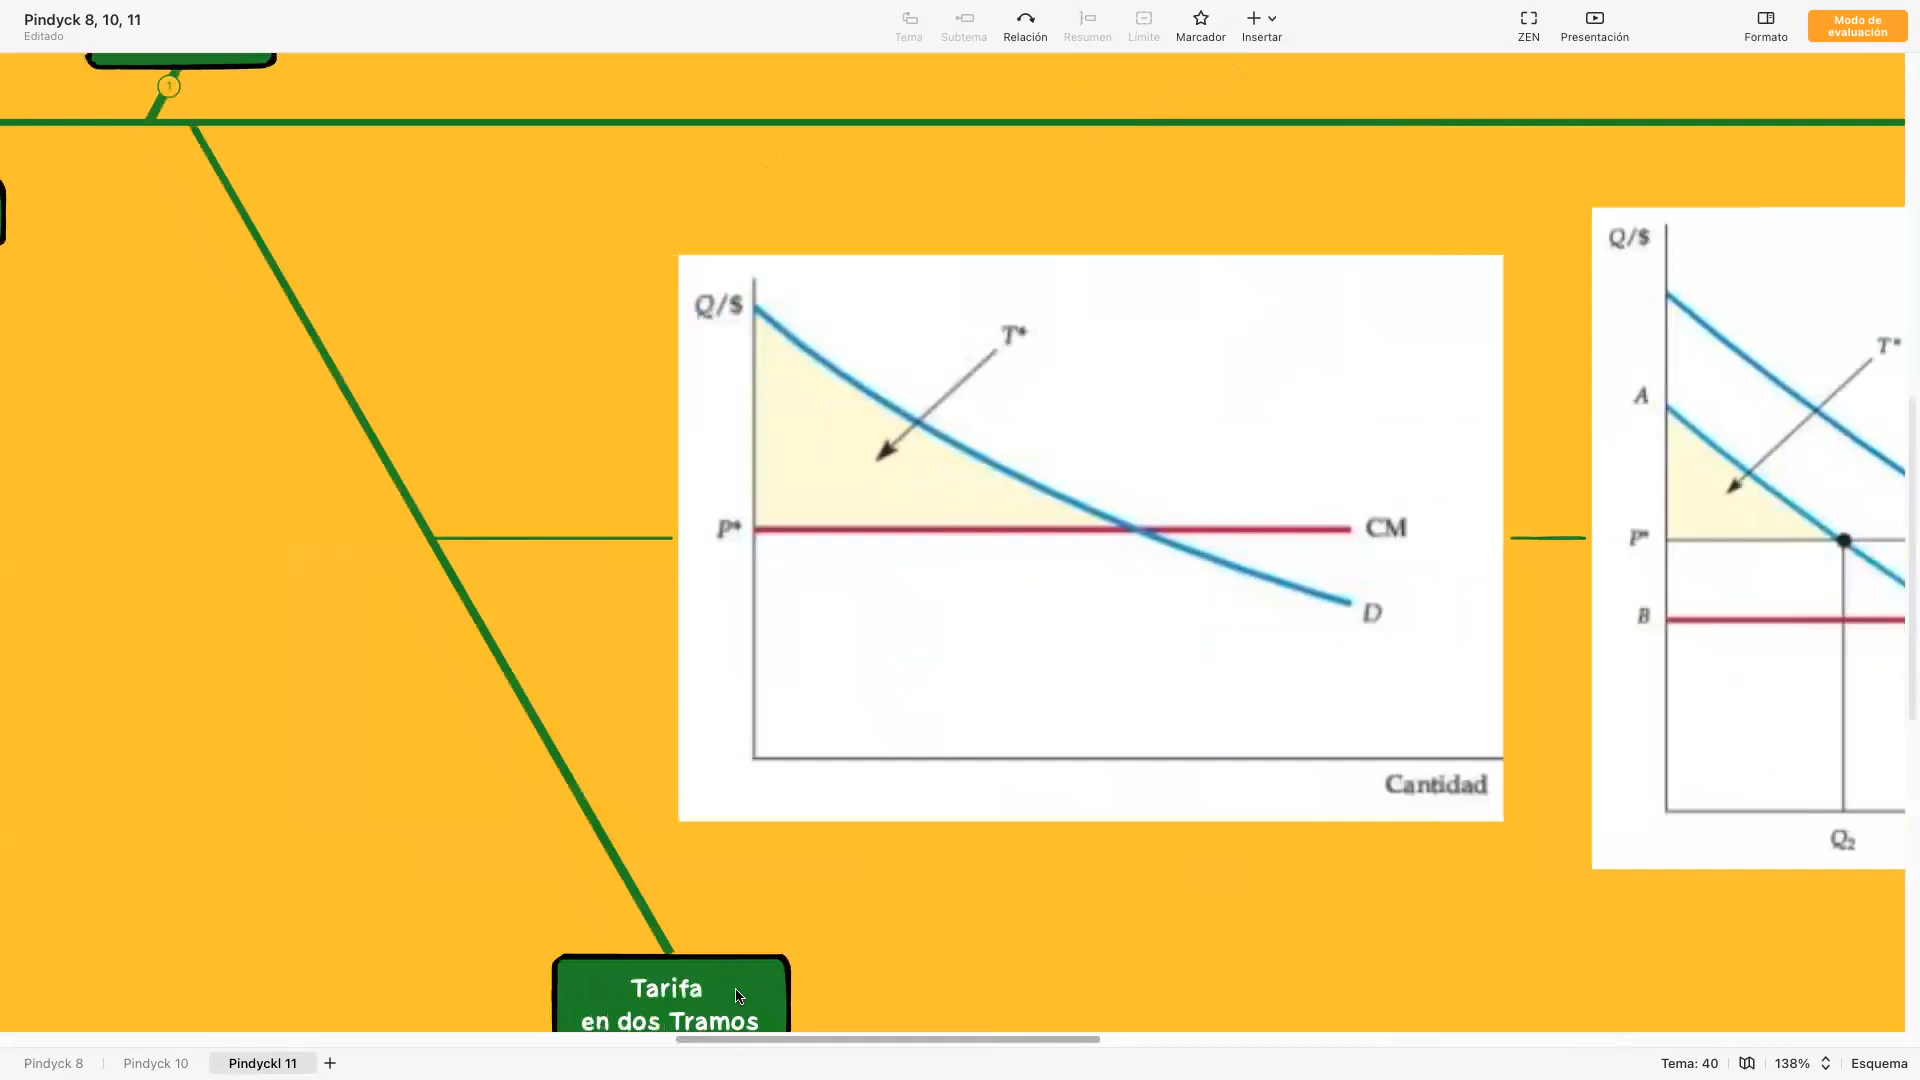 Pindyck 8, 10, 11
Editado
Tema
Subtema
Relación
Resumen
Límite
Marcador
Insertar
ZEN
Presentación
Formato
Modo de
evaluación
1
Q/$
T*
P*
CM
D
Cantidad
Q/$
A
T*
P*
B
Q₂
Tarifa
en dos Tramos
Pindyck 8
Pindyck 10
Pindyckl 11
Tema: 40
138%
Esquema